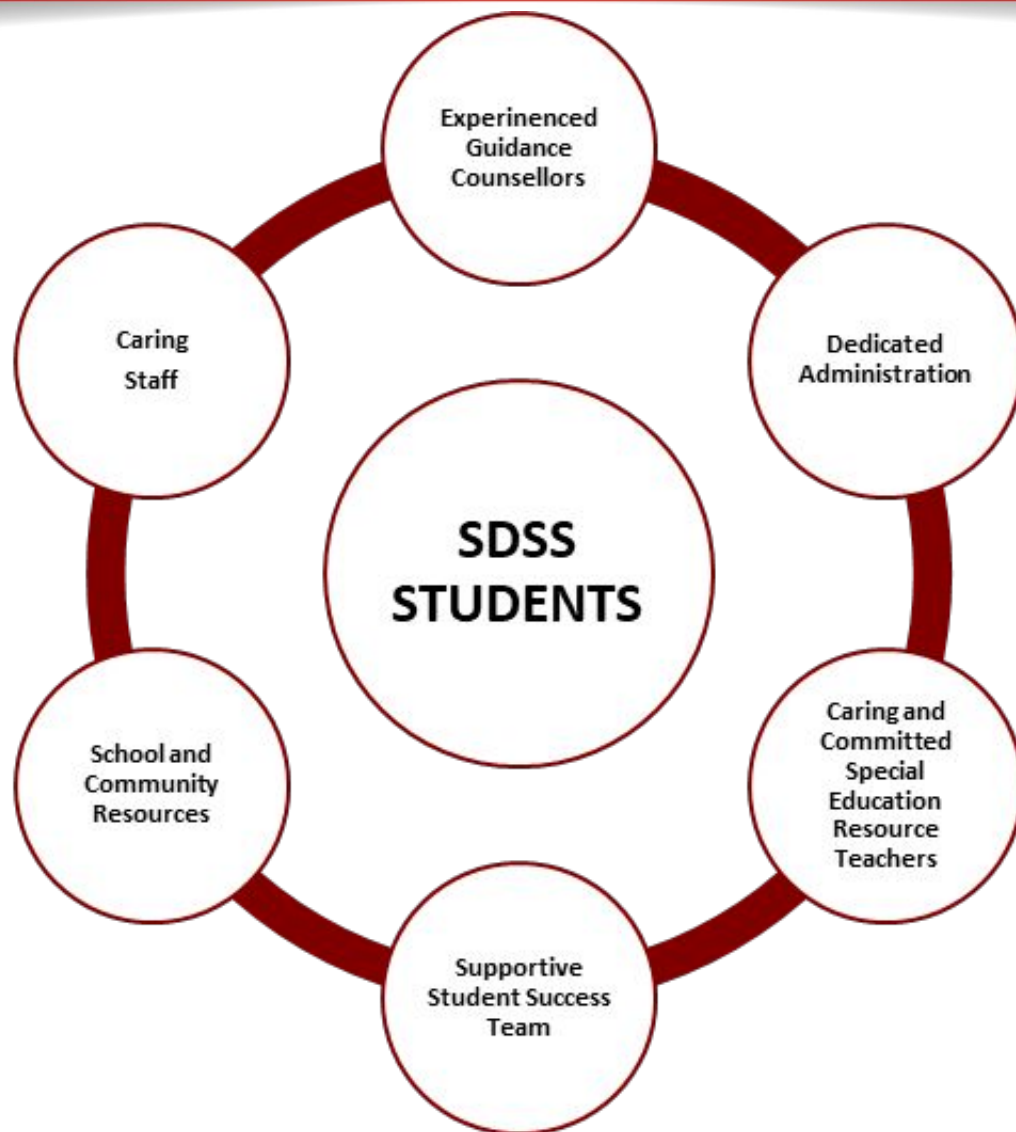 Experinenced
Guidance
Counsellors
Dedicated
Administration
Caring and
Committed
Special
Education
Resource
Teachers
Supportive
Student Success
Team
School and
Community
Resources
Caring
Staff
SDSS
STUDENTS